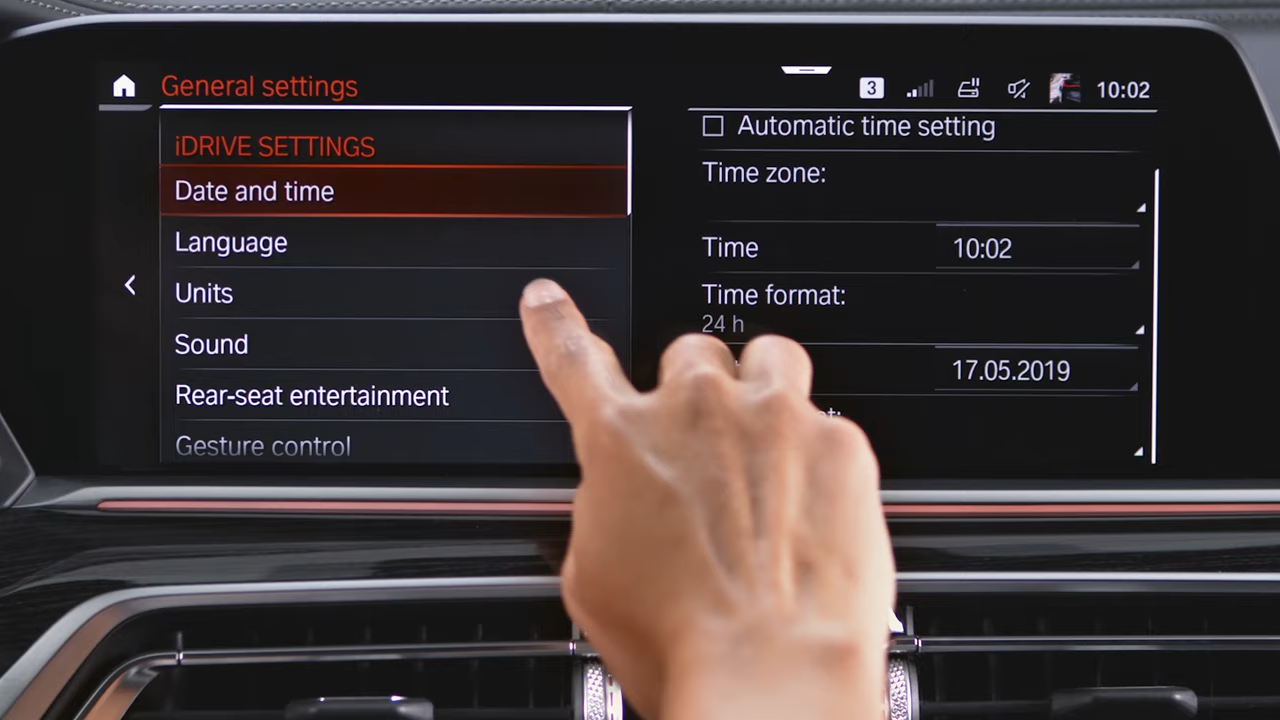 General settings
3
10:02
iDRIVE SETTINGS
Date and time
Language
Units
Sound
Rear-seat entertainment
Gesture control
Automatic time setting
Time zone:
Time
10:02
Time format:
24 h
17.05.2019